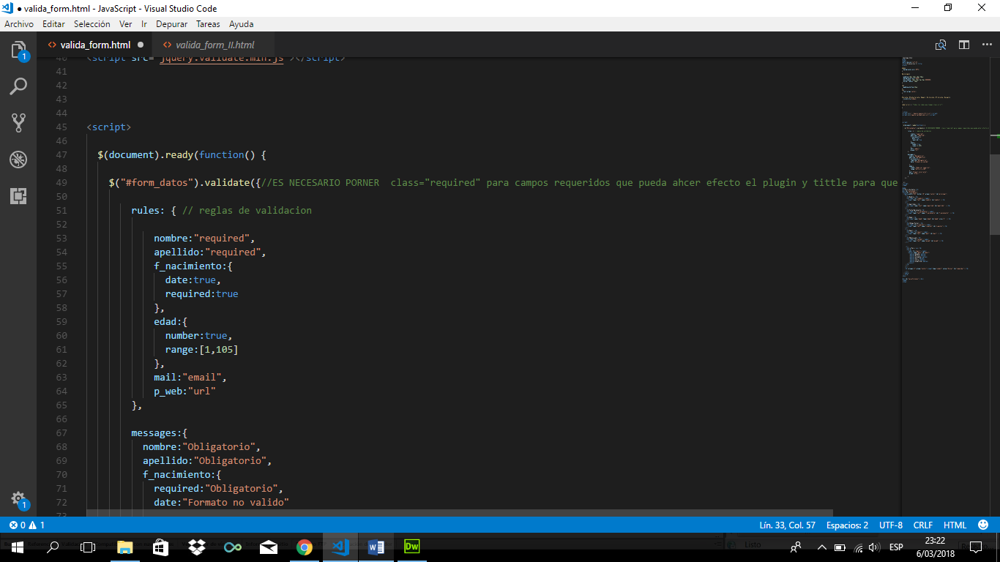 valida_form.html - JavaScript - Visual Studio Code
Archivo Editar Selección Ver Ir Depurar Tareas Ayuda
valida_form.html valida_form_II.html
40 <script src="jquery.validate.min.js"></script>
41
42
43
44
45 <script>
46
47 $(document).ready(function() {
48
49 $("#form_datos").validate({//ES NECESARIO PORNER class="required" para campos requeridos que pueda ahcer efecto el plugin y tittle para que
50
51 rules: { // reglas de validacion
52
53 nombre:"required",
54 apellido:"required",
55 f_nacimiento:{
56 date:true,
57 required:true
58 },
59 edad:{
60 number:true,
61 range:[1,105]
62 },
63 mail:"email",
64 p_web:"url"
65 },
66
67 messages:{
68 nombre:"Obligatorio",
69 apellido:"Obligatorio",
70 f_nacimiento:{
71 required:"Obligatorio",
72 date:"Formato no valido"
73
1
1
0 1 Lín. 33, Col. 57 Espacios: 2 UTF-8 CRLF HTML
Dw Listo ESP 23:22
6/03/2018